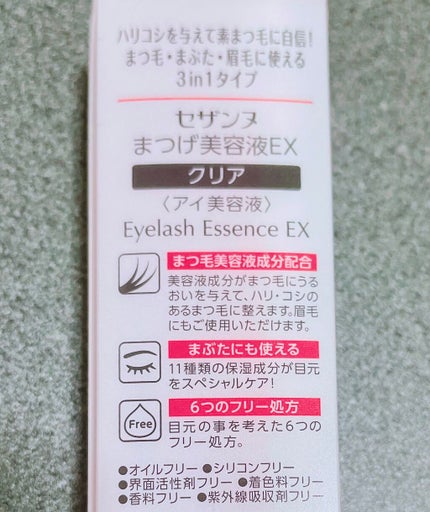 ハリコシを与えて素まつ毛に自信!
まつ毛・まぶた・眉毛に使える
3in1タイプ
セザンヌ
まつげ美容液EX
クリア
〈アイ美容液〉
Eyelash Essence EX
まつ毛美容液成分配合
美容液成分がまつ毛にうる
おいを与えて、ハリ・コシの
あるまつ毛に整えます。眉毛
にもご使用いただけます。
まぶたにも使える
11種類の保湿成分が目元
をスペシャルケア!
Free
6つのフリー処方
目元の事を考えた6つの
フリー処方。
●オイルフリー ●シリコンフリー
●界面活性剤フリー ●着色料フリー
●香料フリー ●紫外線吸収剤フリー